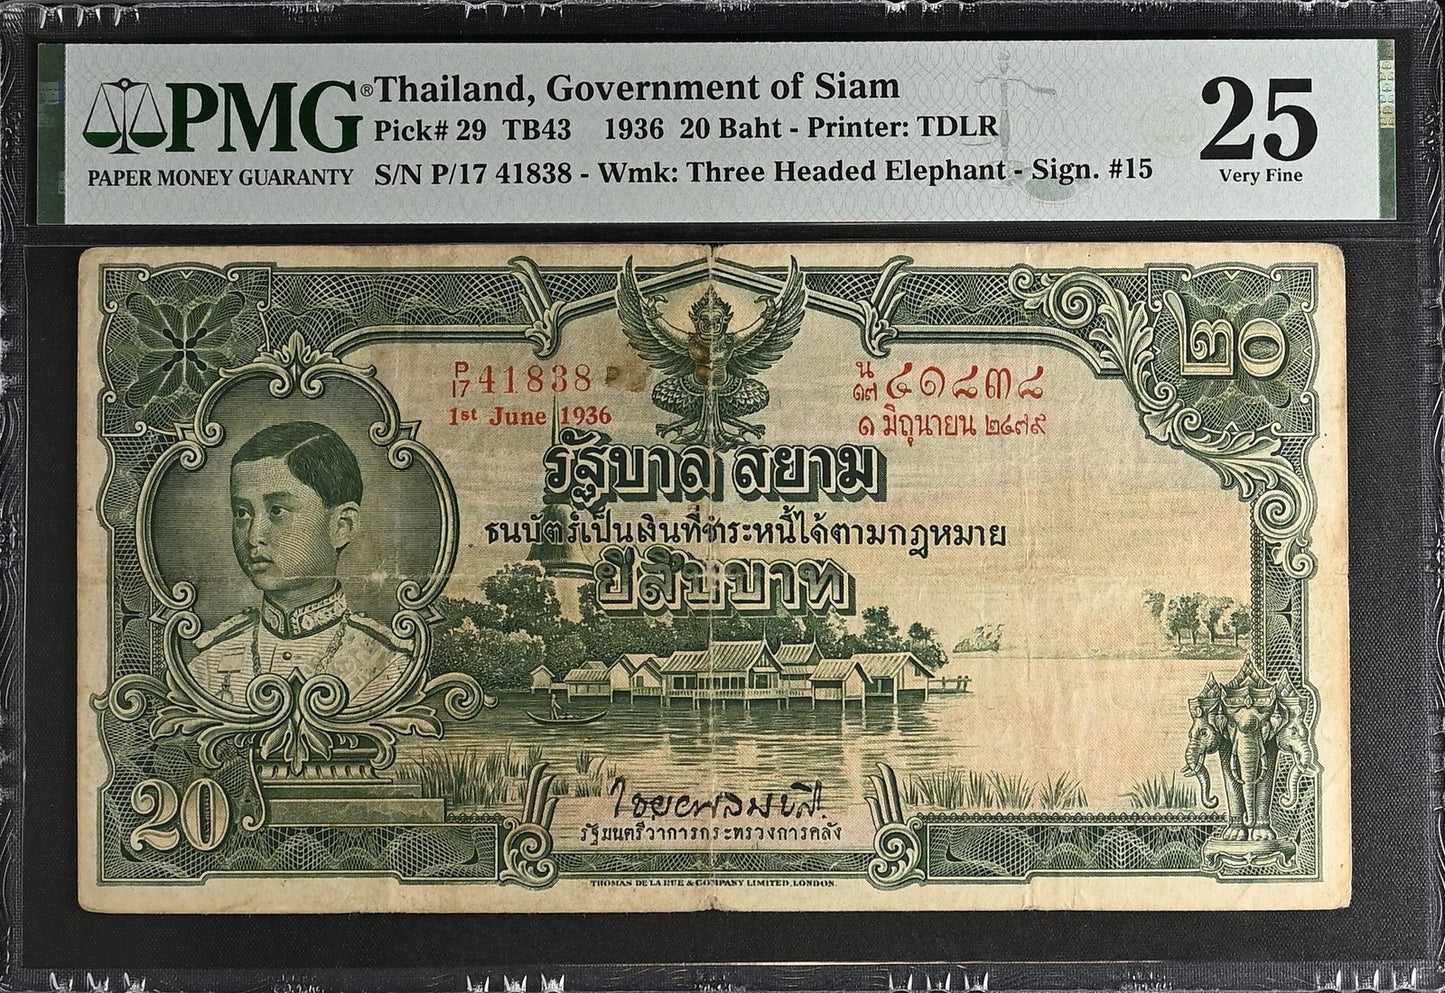 PMG®
PAPER MONEY GUARANTY
Thailand, Government of Siam
Pick# 29 TB43 1936 20 Baht - Printer: TDLR
S/N P/17 41838 - Wmk: Three Headed Elephant - Sign. #15
25
Very Fine
๒๐
P/17 41838
1st June 1936
น/๑๗ ๔๑๘๓๘
๑ มิถุนายน ๒๔๗๙
รัฐบาลสยาม
ธนบัตร์เป็นเงินที่ชำระหนี้ได้ตามกฎหมาย
ยี่สิบบาท
20
รัฐมนตรีว่าการกระทรวงการคลัง
THOMAS DE LA RUE & COMPANY LIMITED, LONDON.